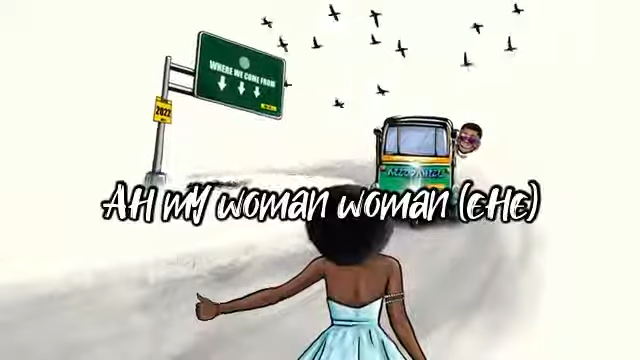 WHERE WE COME FROM
2022
AH MY WOMAN WOMAN (EHE)